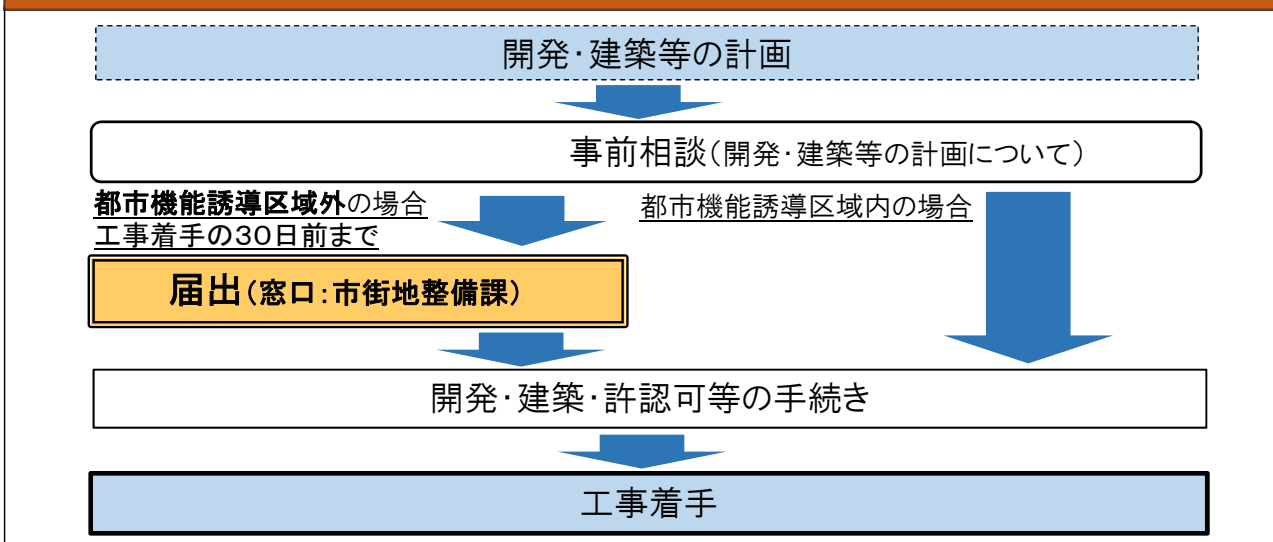 開発・建築等の計画
事前相談（開発・建築等の計画について）
都市機能誘導区域外の場合
工事着手の３０日前まで
都市機能誘導区域内の場合
届出（窓口：市街地整備課）
開発・建築・許認可等の手続き
工事着手